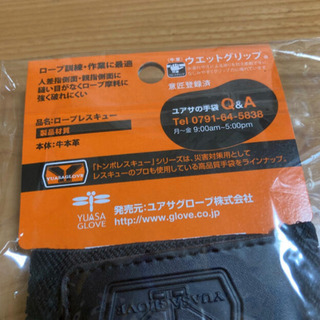 ロープ訓練・作業に最適
人差指側面・親指側面に
縫い目がなくロープ摩耗に
強く破れにくい
品名:ロープレスキュー
製品材質
本体:牛本革
ウエットグリップ®
意匠登録済
ユアサの手袋 Q&A
Tel 0791-64-5838
月〜金 9:00am〜5:00pm
YUASAGLOVE
「トンボレスキュー」シリーズは、災害対策用として
レスキューのプロも使用している高品質手袋をラインナップ。
YUASA
GLOVE
発売元:ユアサグローブ株式会社
http://www.glove.co.jp